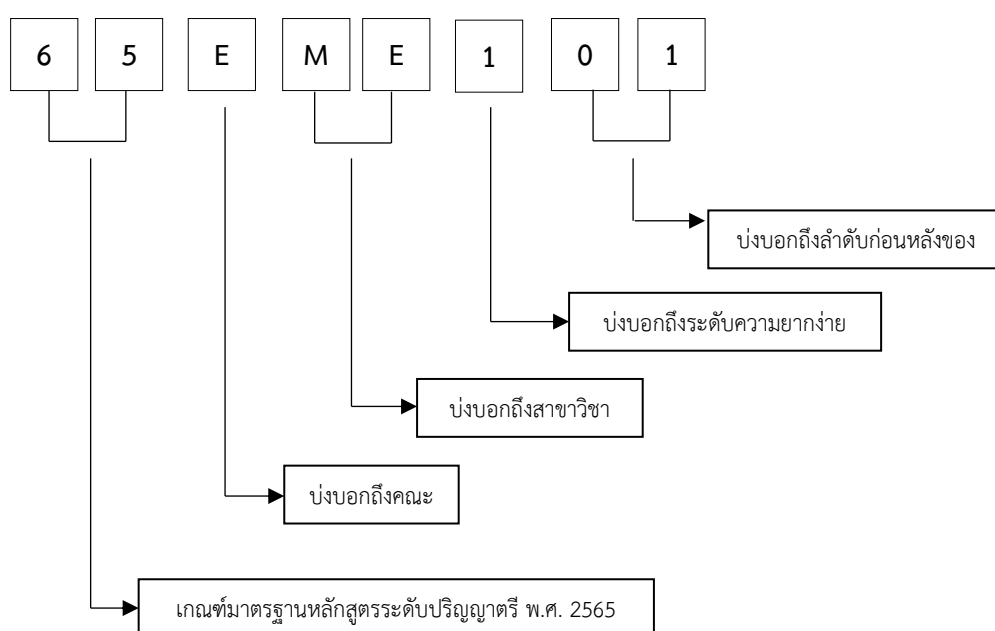 6 5 E M E 1 0 1
บ่งบอกถึงลำดับก่อนหลังของ
บ่งบอกถึงระดับความยากง่าย
บ่งบอกถึงสาขาวิชา
บ่งบอกถึงคณะ
เกณฑ์มาตรฐานหลักสูตรระดับปริญญาตรี พ.ศ. 2565